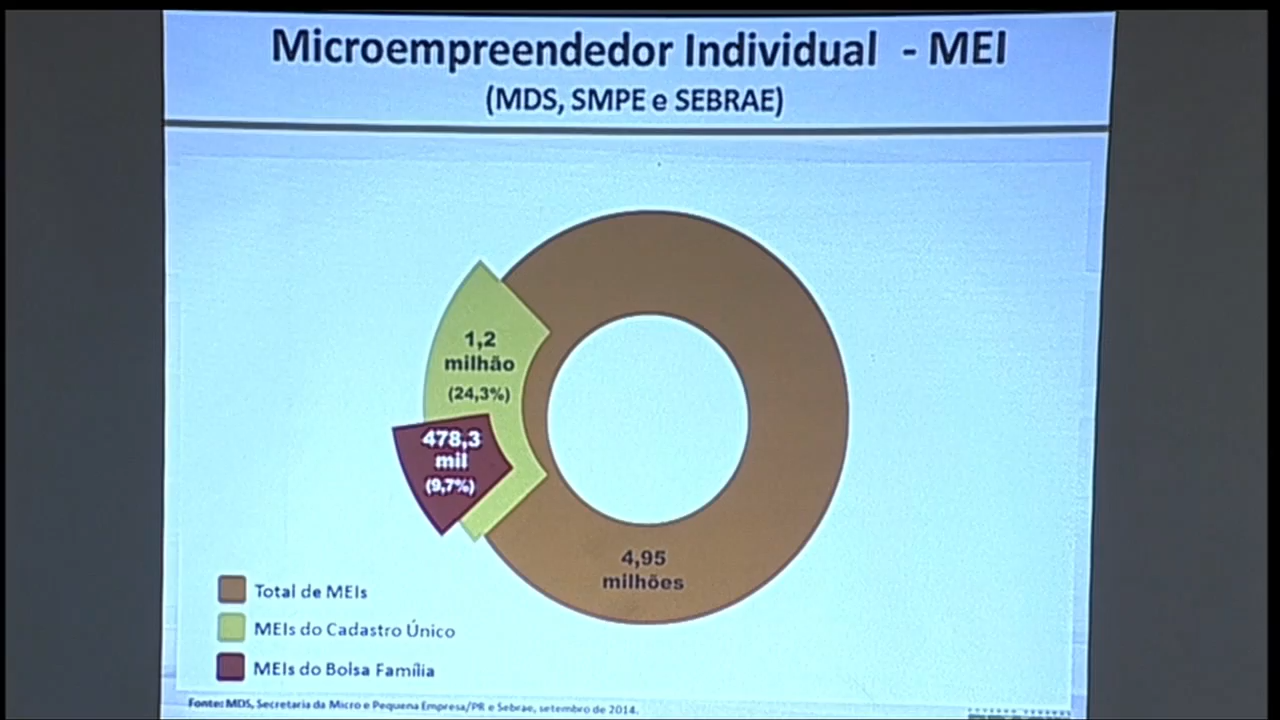 Microempreendedor Individual - MEI
(MDS, SMPE e SEBRAE)
1,2
milhão
(24,3%)
478,3
mil
(9,7%)
4,95
milhões
Total de MEIs
MEIs do Cadastro Único
MEIs do Bolsa Família
Fonte: MDS, Secretaria da Micro e Pequena Empresa/PR e Sebrae, setembro de 2014.